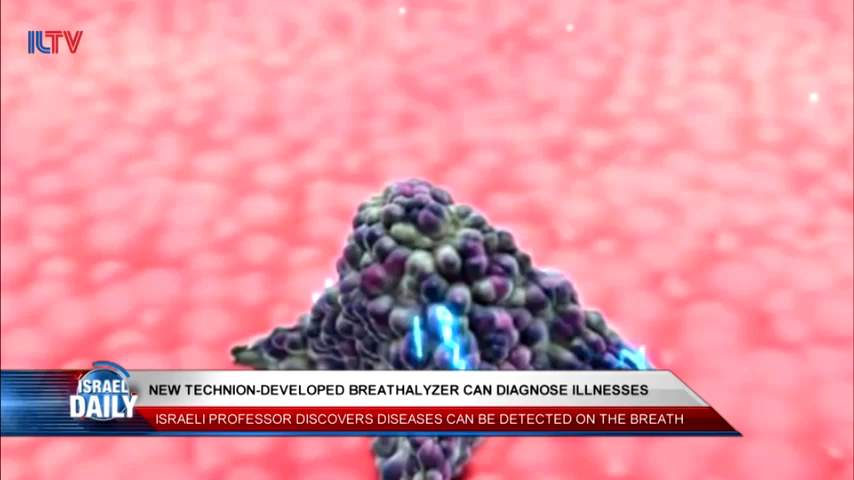 ILTV
ISRAEL
DAILY
NEW TECHNION-DEVELOPED BREATHALYZER CAN DIAGNOSE ILLNESSES
ISRAELI PROFESSOR DISCOVERS DISEASES CAN BE DETECTED ON THE BREATH